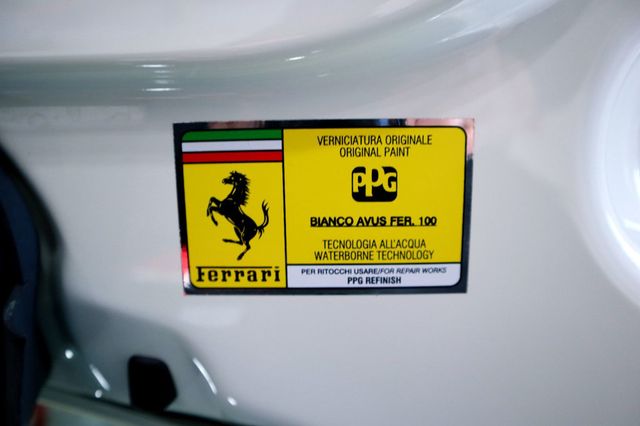 VERNICIATURA ORIGINALE
ORIGINAL PAINT
PPG
BIANCO AVUS FER. 100
TECNOLOGIA ALL'ACQUA
WATERBORNE TECHNOLOGY
Ferrari
PER RITOCCHI USARE/FOR REPAIR WORKS
PPG REFINISH